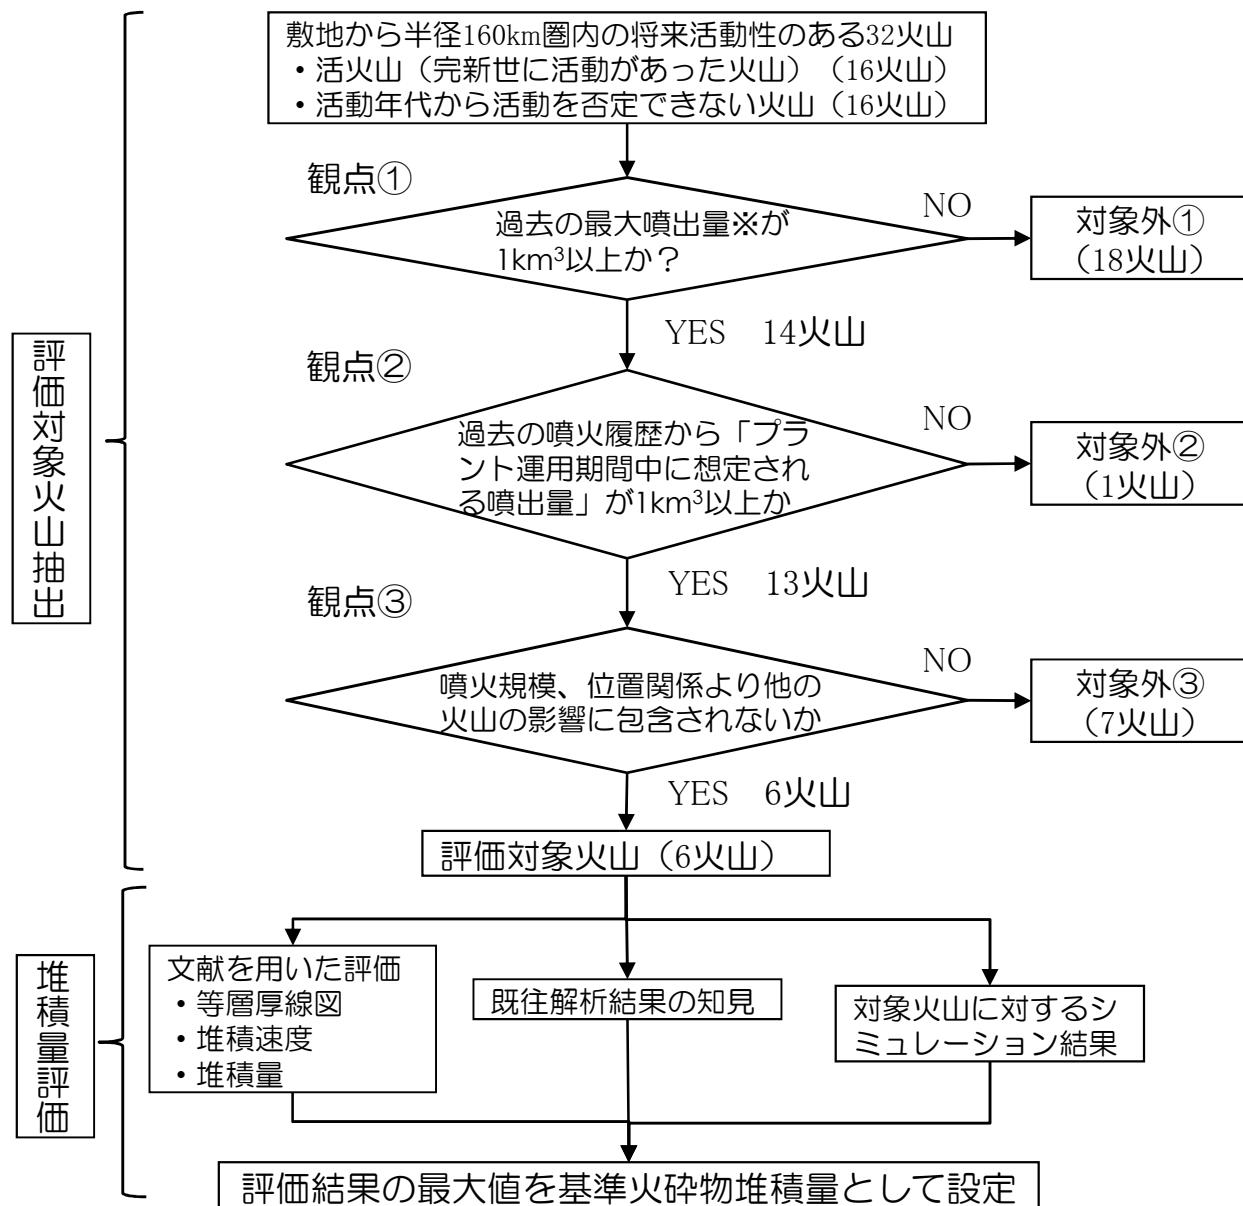 敷地から半径160km圏内の将来活動性のある32火山
・活火山（完新世に活動があった火山）（16火山）
・活動年代から活動を否定できない火山（16火山）
観点①
過去の最大噴出量※が
1km³以上か？
NO
対象外①
（18火山）
YES 14火山
観点②
過去の噴火履歴から「プラ
ント運用期間中に想定され
る噴出量」が1km³以上か
NO
対象外②
（1火山）
YES 13火山
観点③
噴火規模、位置関係より他の
火山の影響に包含されないか
NO
対象外③
（7火山）
YES 6火山
評価対象火山（6火山）
評価対象火山抽出
文献を用いた評価
・等層厚線図
・堆積速度
・堆積量
既往解析結果の知見
対象火山に対するシ
ミュレーション結果
堆積量評価
評価結果の最大値を基準火砕物堆積量として設定